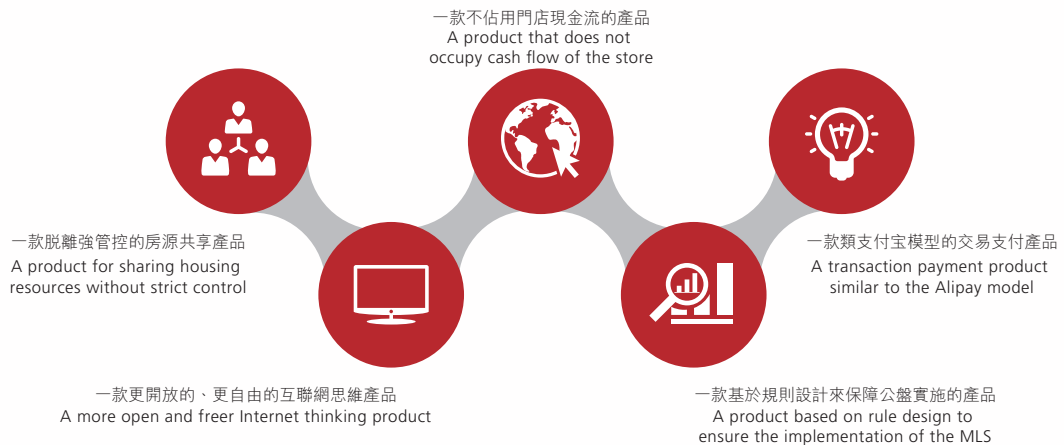 一款不佔用門店現金流的產品
A product that does not
occupy cash flow of the store
一款脫離強管控的房源共享產品
A product for sharing housing
resources without strict control
一款類支付宝模型的交易支付產品
A transaction payment product
similar to the Alipay model
一款更開放的、更自由的互聯網思維產品
A more open and freer Internet thinking product
一款基於規則設計來保障公盤實施的產品
A product based on rule design to
ensure the implementation of the MLS